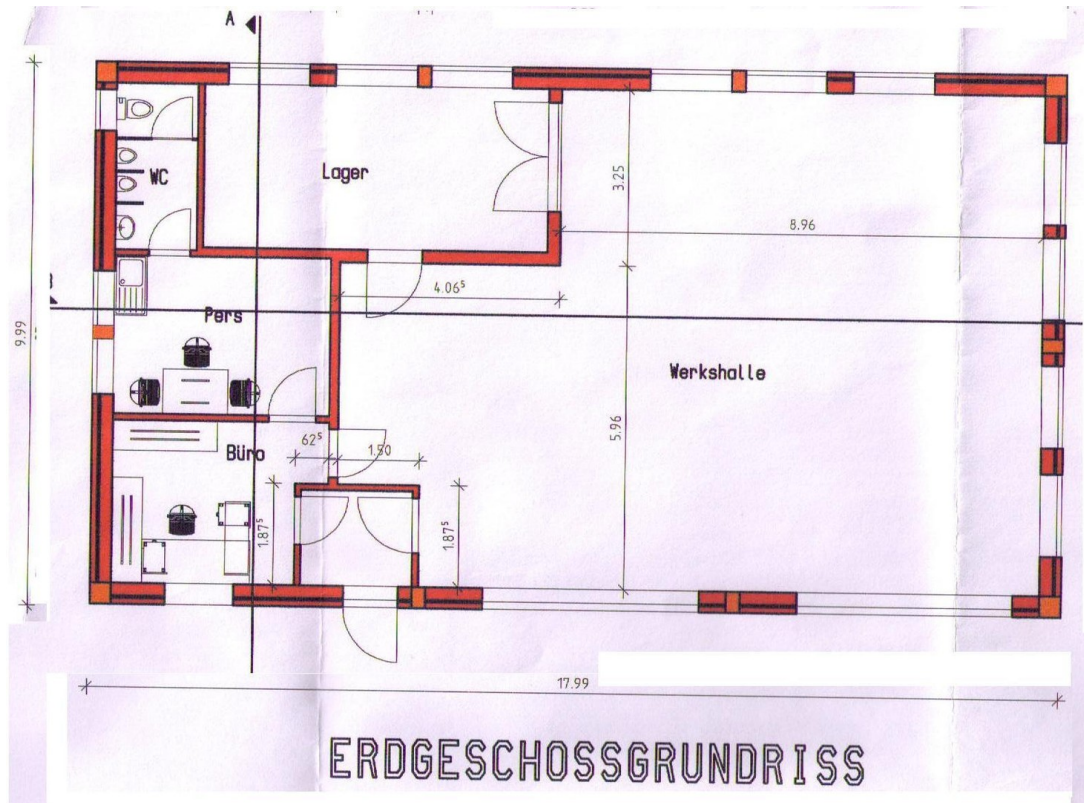 A
Lager
3.25
WC
8.96
4.06⁵
Pers
9.99
Werkshalle
5.96
Büro
62⁵
1.50
1.87⁵
1.87⁵
17.99
ERDGESCHOSSGRUNDRISS